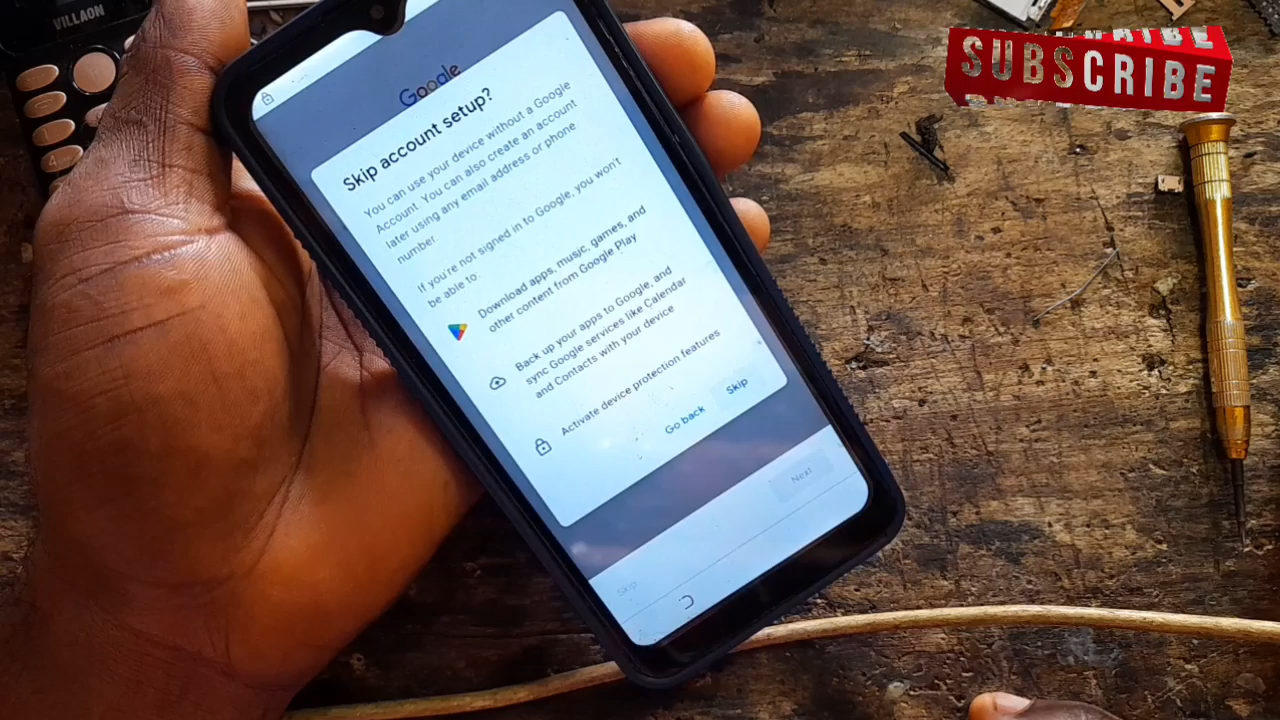 VILLAON
SUBSCRIBE
Google
Skip account setup?
You can use your device without a Google
Account. You can also create an account
later using any email address or phone
number.
If you're not signed in to Google, you won't
be able to:
Download apps, music, games, and
other content from Google Play
Back up your apps to Google, and
sync Google services like Calendar
and Contacts with your device
Activate device protection features
Go back
Skip
Next
Skip